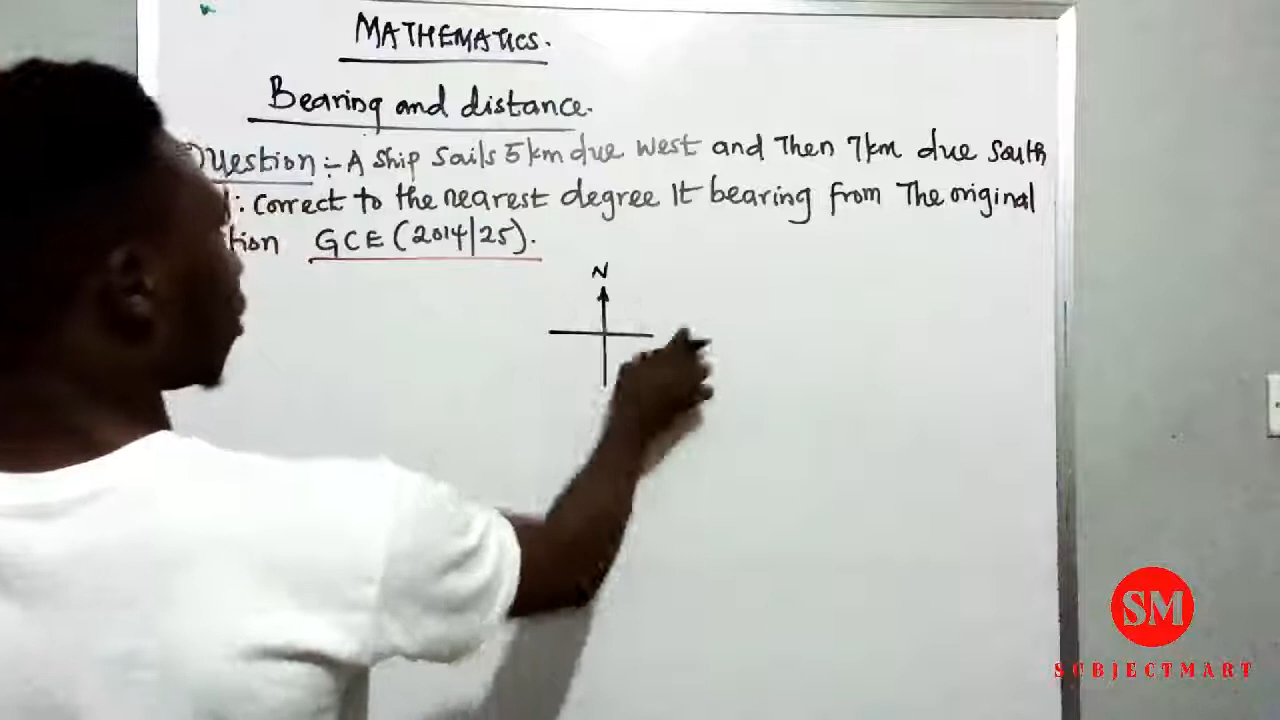 MATHEMATICS.
Bearing and distance.
Question :- A ship sails 5km due west and Then 7km due south
: correct to the nearest degree It bearing from The original
tion GCE (2014/25).
N
SM
SUBJECTMART